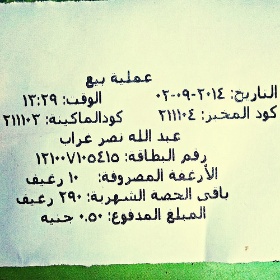 عملية بيع
التاريخ: ٢٠١٤-٠٩-٠٢ الوقت: ١٣:٢٩
كود المخبز: ٢١١١٠٤ كودالماكينة: ٢١١١٠٣
عبد الله نصر عراب
رقم البطاقة: ١٢١٠٠٧١٠٥٤١٥
الأرغفة المصروفة: ١٠ رغيف
باقى الحصة الشهرية: ٢٩٠ رغيف
المبلغ المدفوع: ٠.٥٠ جنيه